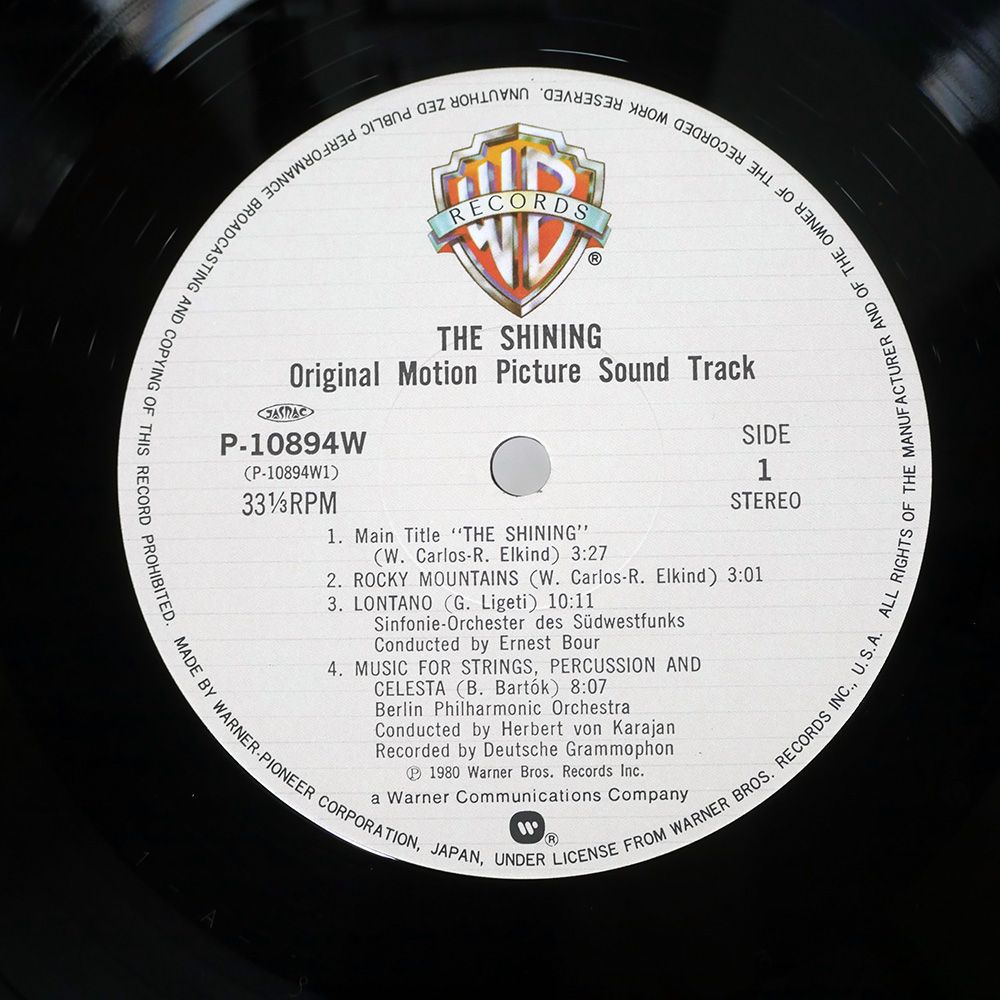 WB
RECORDS
®
THE SHINING
Original Motion Picture Sound Track
JASRAC
P-10894W
(P-10894W1)
33⅓RPM
SIDE
1
STEREO
1. Main Title "THE SHINING"
(W. Carlos-R. Elkind) 3:27
2. ROCKY MOUNTAINS (W. Carlos-R. Elkind) 3:01
3. LONTANO (G. Ligeti) 10:11
Sinfonie-Orchester des Südwestfunks
Conducted by Ernest Bour
4. MUSIC FOR STRINGS, PERCUSSION AND
CELESTA (B. Bartók) 8:07
Berlin Philharmonic Orchestra
Conducted by Herbert von Karajan
Recorded by Deutsche Grammophon
℗ 1980 Warner Bros. Records Inc.
a Warner Communications Company
®
MADE BY WARNER-PIONEER CORPORATION, JAPAN, UNDER LICENSE FROM WARNER BROS. RECORDS INC., U.S.A. ALL RIGHTS OF THE MANUFACTURER AND OF THE OWNER OF THE RECORDED WORK RESERVED. UNAUTHOR ZED PUBLIC PERFORMANCE BROADCASTING AND COPYING OF THIS RECORD PROHIBITED.